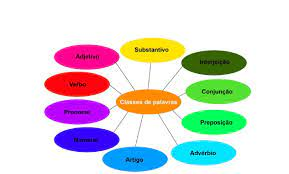 Substantivo
Adjetivo
Interjeição
Verbo
Conjunção
Classes de palavras
Pronome
Preposição
Numeral
Advérbio
Artigo